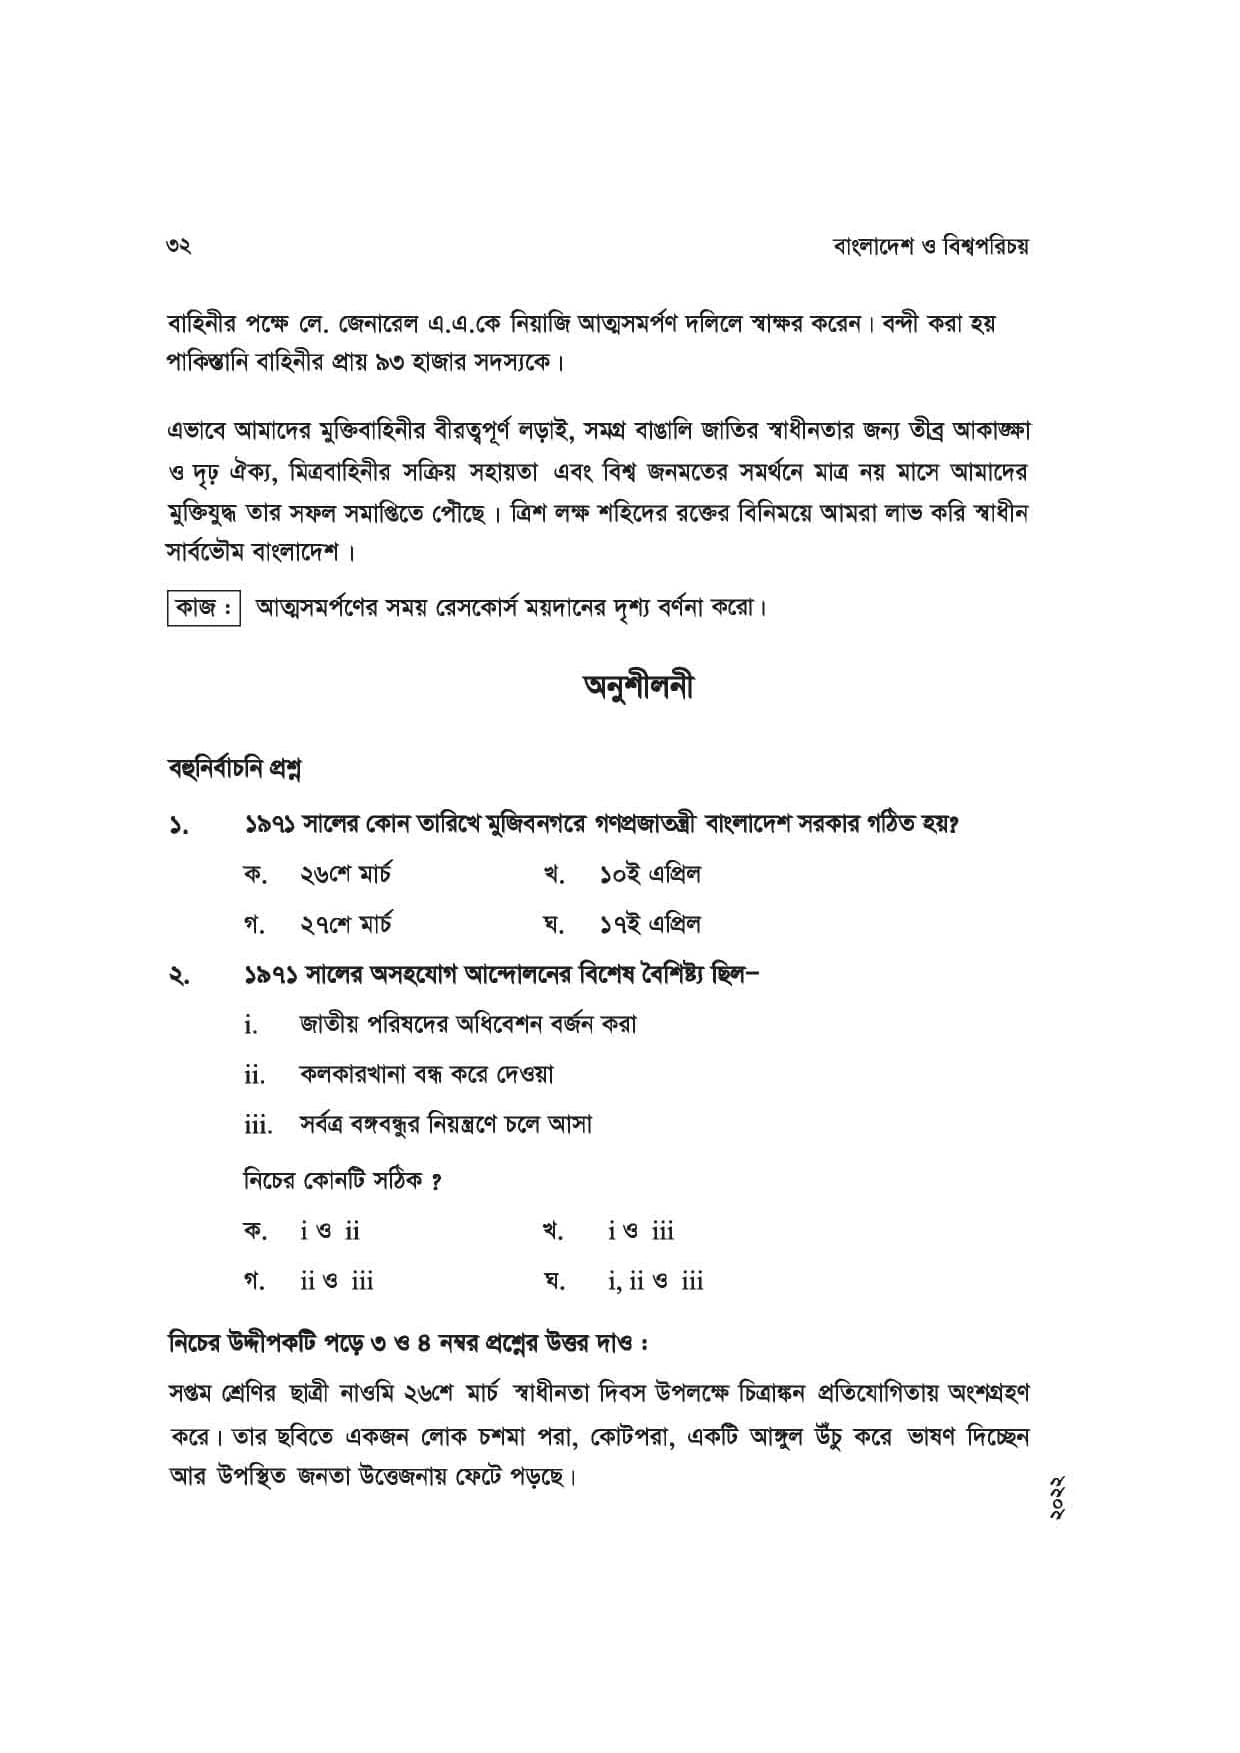 ৩২
বাংলাদেশ ও বিশ্বপরিচয়
বাহিনীর পক্ষে লে. জেনারেল এ.এ.কে নিয়াজি আত্মসমর্পণ দলিলে স্বাক্ষর করেন। বন্দী করা হয়
পাকিস্তানি বাহিনীর প্রায় ৯৩ হাজার সদস্যকে।
এভাবে আমাদের মুক্তিবাহিনীর বীরত্বপূর্ণ লড়াই, সমগ্র বাঙালি জাতির স্বাধীনতার জন্য তীব্র আকাঙ্ক্ষা
ও দৃঢ় ঐক্য, মিত্রবাহিনীর সক্রিয় সহায়তা এবং বিশ্ব জনমতের সমর্থনে মাত্র নয় মাসে আমাদের
মুক্তিযুদ্ধ তার সফল সমাপ্তিতে পৌঁছে। ত্রিশ লক্ষ শহিদের রক্তের বিনিময়ে আমরা লাভ করি স্বাধীন
সার্বভৌম বাংলাদেশ।
কাজ : আত্মসমর্পণের সময় রেসকোর্স ময়দানের দৃশ্য বর্ণনা করো।
অনুশীলনী
বহুনির্বাচনি প্রশ্ন
১. ১৯৭১ সালের কোন তারিখে মুজিবনগরে গণপ্রজাতন্ত্রী বাংলাদেশ সরকার গঠিত হয়?
ক. ২৬শে মার্চ খ. ১০ই এপ্রিল
গ. ২৭শে মার্চ ঘ. ১৭ই এপ্রিল
২. ১৯৭১ সালের অসহযোগ আন্দোলনের বিশেষ বৈশিষ্ট্য ছিল–
i. জাতীয় পরিষদের অধিবেশন বর্জন করা
ii. কলকারখানা বন্ধ করে দেওয়া
iii. সর্বত্র বঙ্গবন্ধুর নিয়ন্ত্রণে চলে আসা
নিচের কোনটি সঠিক ?
ক. i ও ii খ. i ও iii
গ. ii ও iii ঘ. i, ii ও iii
নিচের উদ্দীপকটি পড়ে ৩ ও ৪ নম্বর প্রশ্নের উত্তর দাও :
সপ্তম শ্রেণির ছাত্রী নাওমি ২৬শে মার্চ স্বাধীনতা দিবস উপলক্ষে চিত্রাঙ্কন প্রতিযোগিতায় অংশগ্রহণ
করে। তার ছবিতে একজন লোক চশমা পরা, কোটপরা, একটি আঙ্গুল উঁচু করে ভাষণ দিচ্ছেন
আর উপস্থিত জনতা উত্তেজনায় ফেটে পড়ছে।
২০২২